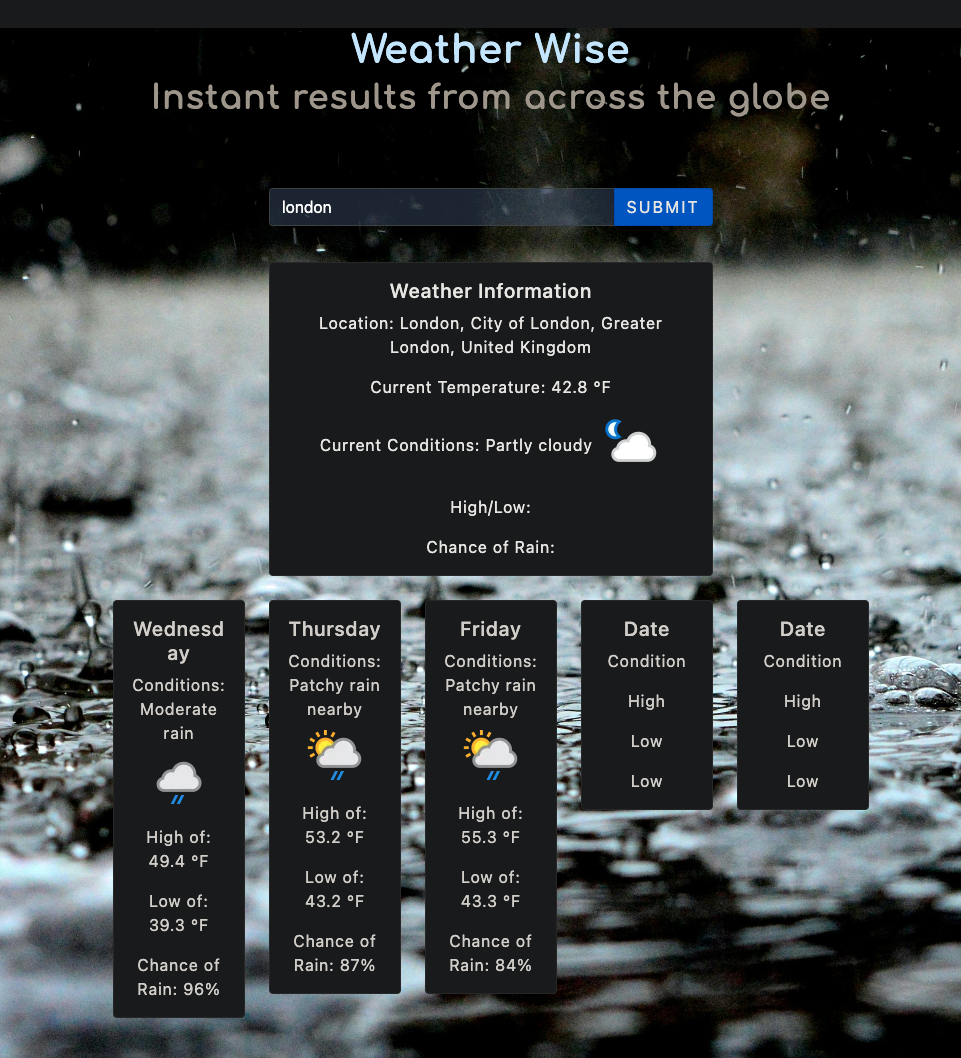 Weather Wise
Instant results from across the globe
london
SUBMIT
Weather Information
Location: London, City of London, Greater
London, United Kingdom
Current Temperature: 42.8 °F
Current Conditions: Partly cloudy
High/Low:
Chance of Rain:
Wednesd
ay
Conditions:
Moderate
rain
High of:
49.4 °F
Low of:
39.3 °F
Chance of
Rain: 96%
Thursday
Conditions:
Patchy rain
nearby
High of:
53.2 °F
Low of:
43.2 °F
Chance of
Rain: 87%
Friday
Conditions:
Patchy rain
nearby
High of:
55.3 °F
Low of:
43.3 °F
Chance of
Rain: 84%
Date
Condition
High
Low
Low
Date
Condition
High
Low
Low